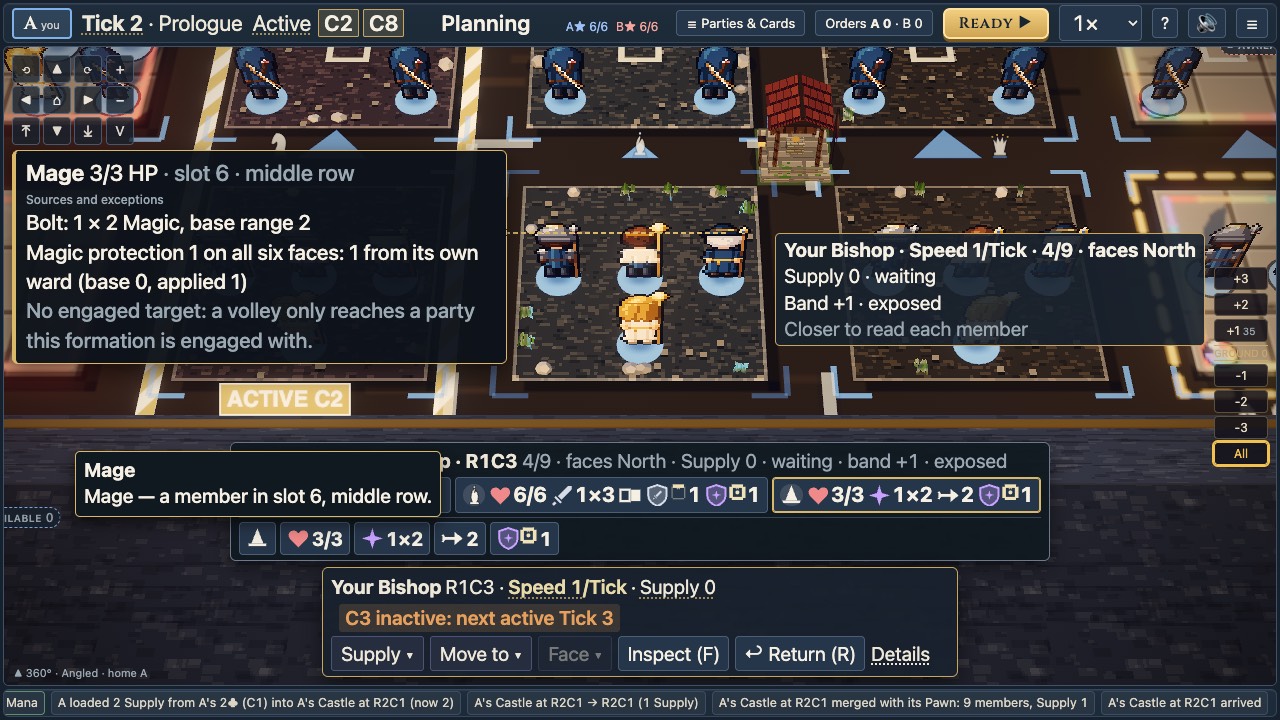 A you
Tick 2 · Prologue Active C2 C8
Planning
A★ 6/6 B★ 6/6
≡ Parties & Cards
Orders A 0 · B 0
READY ▶
1×
?
≡
Mage 3/3 HP · slot 6 · middle row
Sources and exceptions
Bolt: 1 × 2 Magic, base range 2
Magic protection 1 on all six faces: 1 from its own
ward (base 0, applied 1)
No engaged target: a volley only reaches a party
this formation is engaged with.
Your Bishop · Speed 1/Tick · 4/9 · faces North
Supply 0 · waiting
Band +1 · exposed
Closer to read each member
+3
+2
+1 35
GROUND 0
-1
-2
-3
All
V
ACTIVE C2
Mage
Mage — a member in slot 6, middle row.
p · R1C3 4/9 · faces North · Supply 0 · waiting · band +1 · exposed
6/6 1×3 1 1 3/3 1×2 2 1
3/3 1×2 2 1
ILABLE 0
Your Bishop R1C3 · Speed 1/Tick · Supply 0
C3 inactive: next active Tick 3
Supply ▾ Move to ▾ Face ▾ Inspect (F) ↩ Return (R) Details
▲ 360° · Angled · home A
Mana
A loaded 2 Supply from A's 2♣ (C1) into A's Castle at R2C1 (now 2)
A's Castle at R2C1 → R2C1 (1 Supply)
A's Castle at R2C1 merged with its Pawn: 9 members, Supply 1
A's Castle at R2C1 arrived